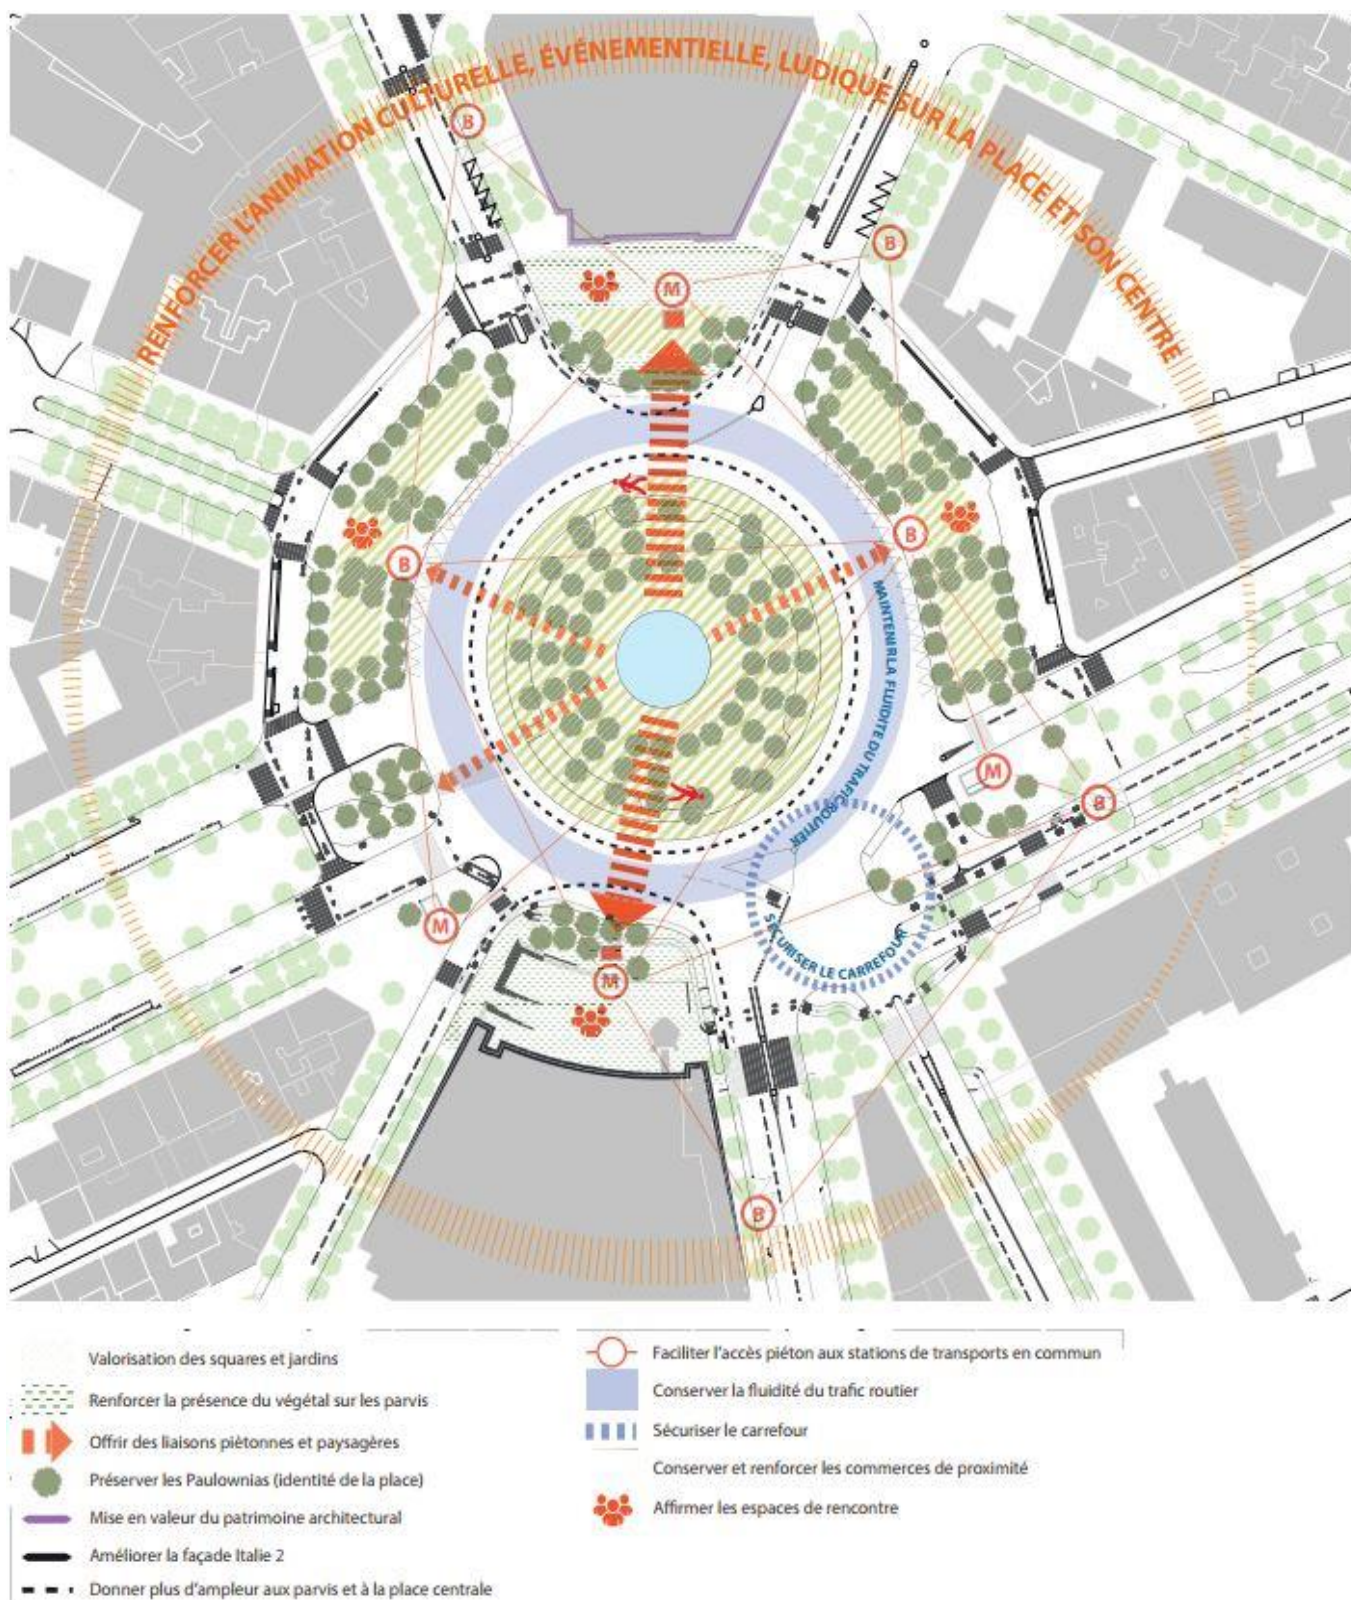 RENFORCER L'ANIMATION CULTURELLE, ÉVÉNEMENTIELLE, LUDIQUE SUR LA PLACE ET SON CENTRE
B
B
M
B
B
MAINTENIR LA FLUIDITE DU TRAFIC ROUTIER
M
B
M
SÉCURISER LE CARREFOUR
M
B
Valorisation des squares et jardins
Renforcer la présence du végétal sur les parvis
Offrir des liaisons piètonnes et paysagères
Préserver les Paulownias (identité de la place)
Mise en valeur du patrimoine architectural
Améliorer la façade Italie 2
Donner plus d'ampleur aux parvis et à la place centrale
Faciliter l'accès piéton aux stations de transports en commun
Conserver la fluidité du trafic routier
Sécuriser le carrefour
Conserver et renforcer les commerces de proximité
Affirmer les espaces de rencontre